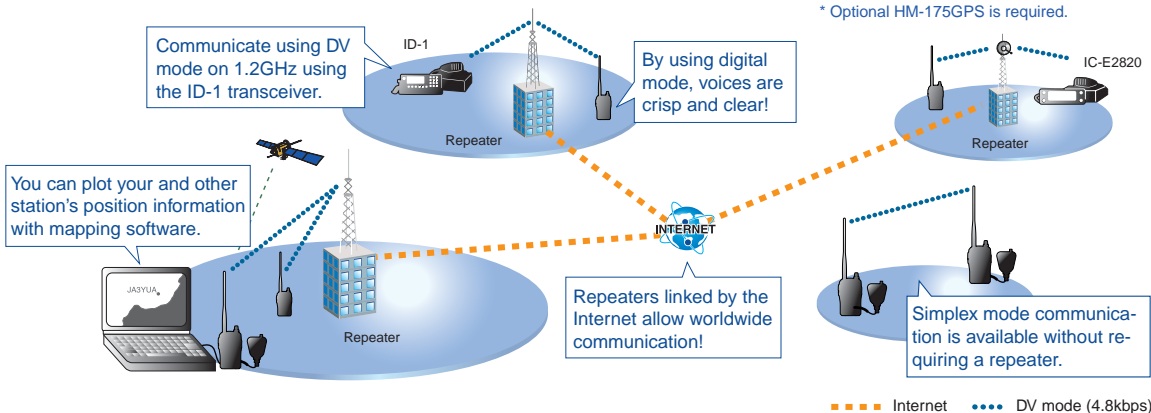 * Optional HM-175GPS is required.
Communicate using DV
mode on 1.2GHz using
the ID-1 transceiver.
ID-1
By using digital
mode, voices are
crisp and clear!
Repeater
IC-E2820
Repeater
You can plot your and other
station's position information
with mapping software.
JA3YUA
Repeater
INTERNET
Repeaters linked by the
Internet allow worldwide
communication!
Simplex mode communica-
tion is available without re-
quiring a repeater.
Internet
DV mode (4.8kbps)